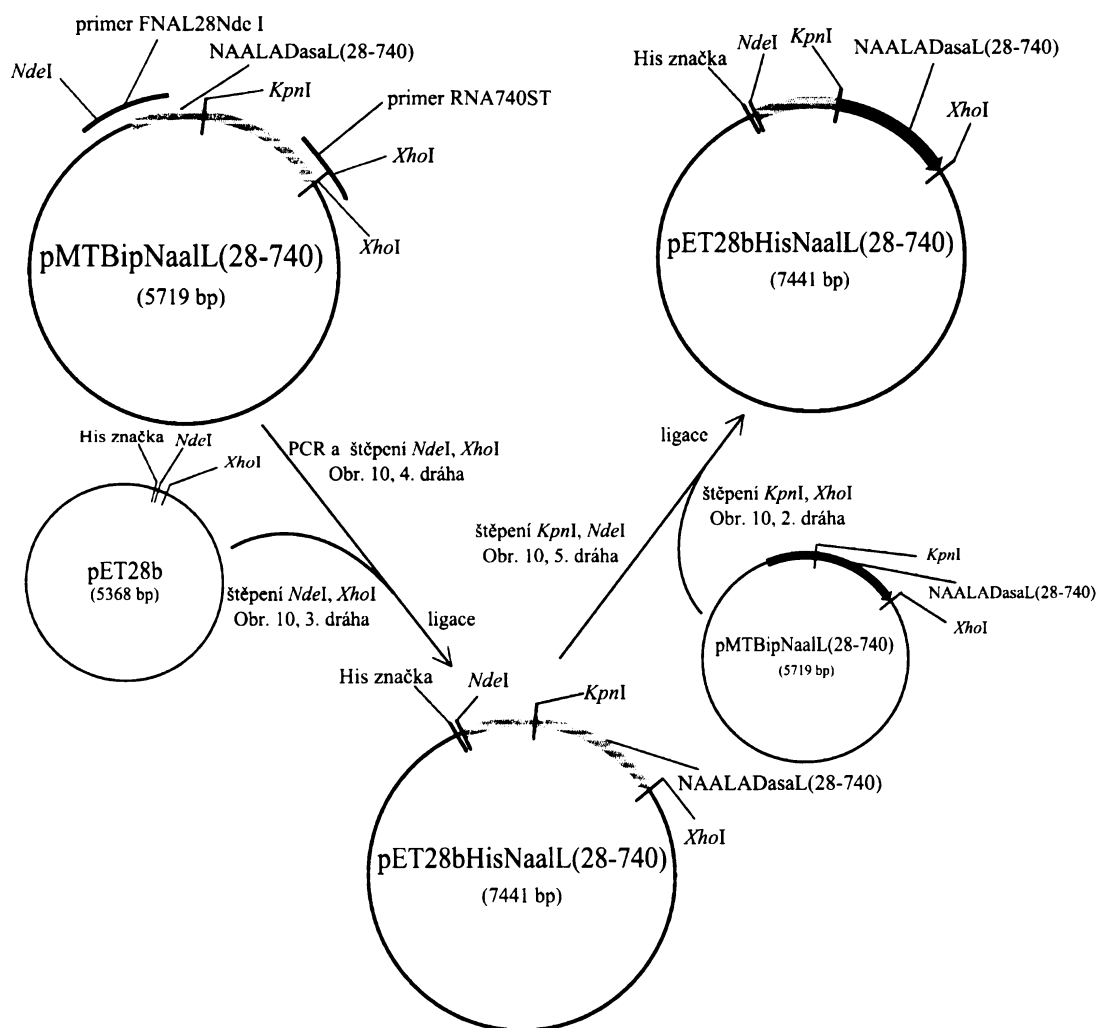 primer FNAL28Nde I
NAALADasaL(28-740)
NdeI
KpnI
primer RNA740ST
XhoI
XhoI
pMTBipNaalL(28-740)
(5719 bp)
His značka
NdeI
KpnI
NAALADasaL(28-740)
XhoI
pET28bHisNaalL(28-740)
(7441 bp)
His značka
NdeI
XhoI
pET28b
(5368 bp)
PCR a štěpení NdeI, XhoI
Obr. 10, 4. dráha
štěpení NdeI, XhoI
Obr. 10, 3. dráha
ligace
ligace
štěpení KpnI, NdeI
Obr. 10, 5. dráha
štěpení KpnI, XhoI
Obr. 10, 2. dráha
KpnI
NAALADasaL(28-740)
XhoI
pMTBipNaalL(28-740)
(5719 bp)
His značka
NdeI
KpnI
NAALADasaL(28-740)
XhoI
pET28bHisNaalL(28-740)
(7441 bp)